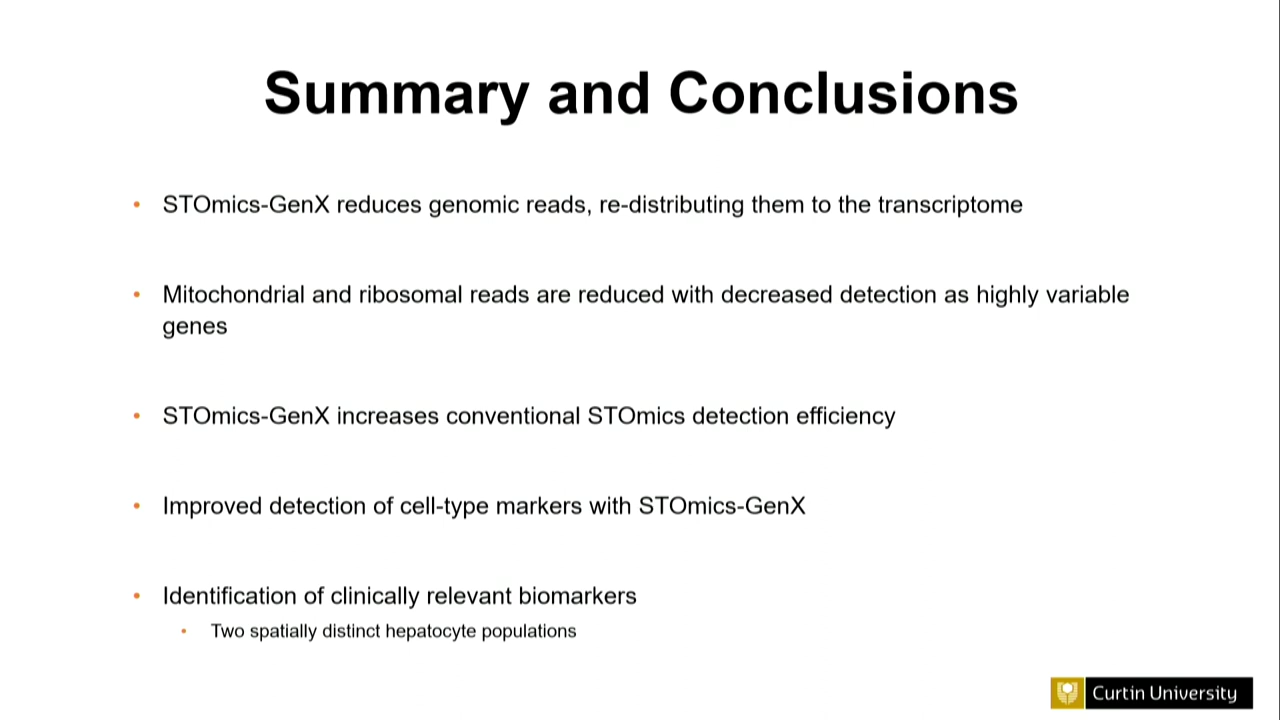 Summary and Conclusions
• STOmics-GenX reduces genomic reads, re-distributing them to the transcriptome
• Mitochondrial and ribosomal reads are reduced with decreased detection as highly variable
genes
• STOmics-GenX increases conventional STOmics detection efficiency
• Improved detection of cell-type markers with STOmics-GenX
• Identification of clinically relevant biomarkers
• Two spatially distinct hepatocyte populations
Curtin University